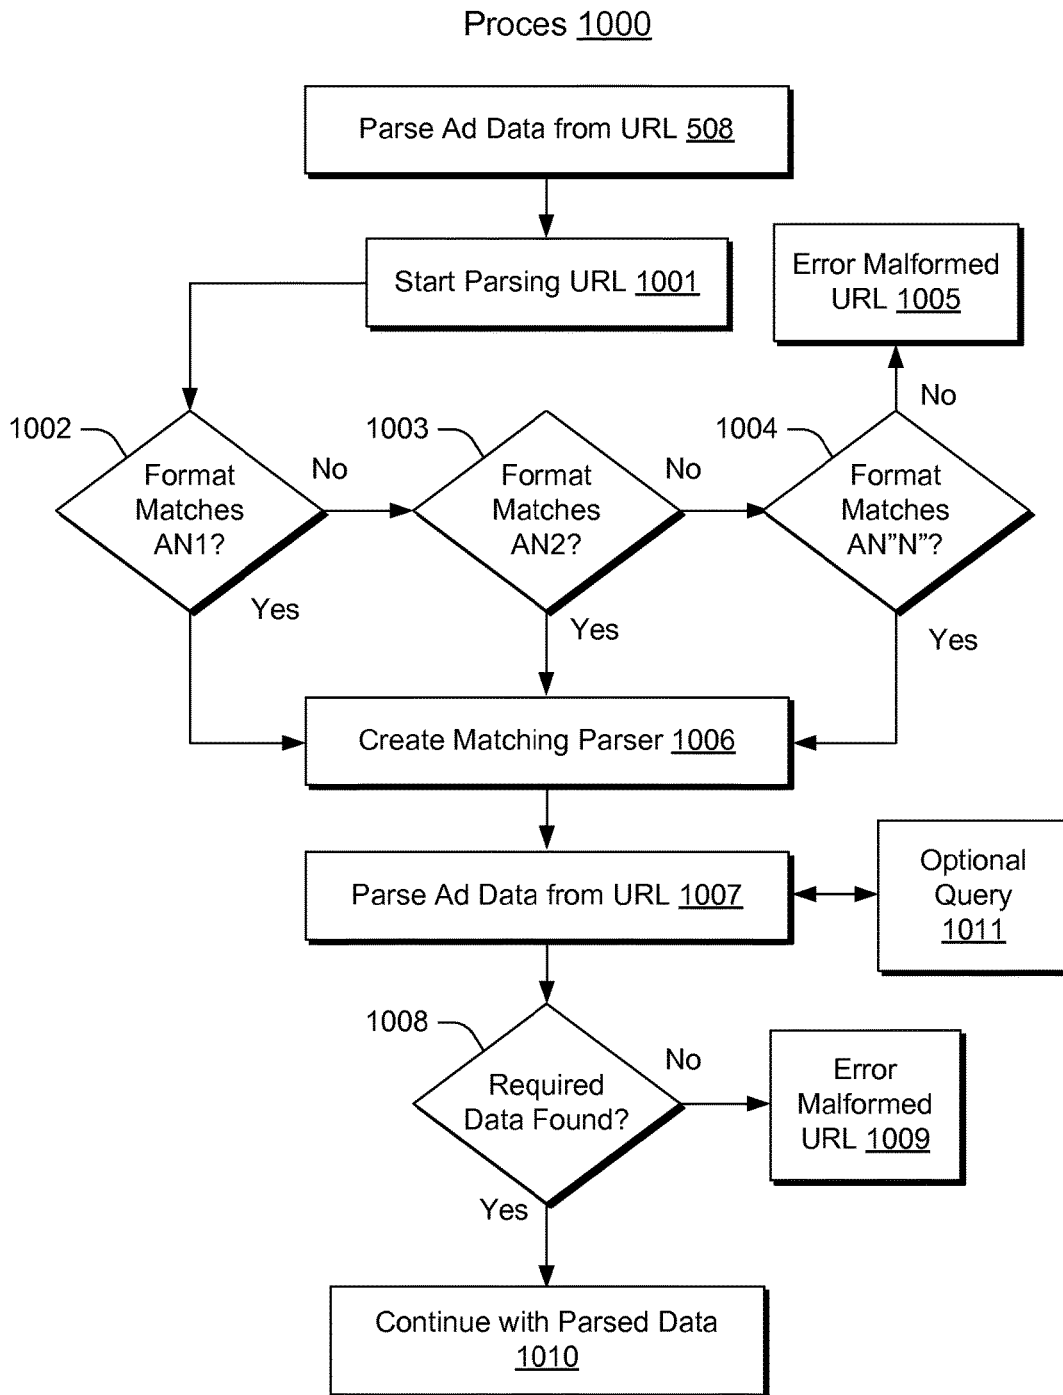 Proces 1000
Parse Ad Data from URL 508
Start Parsing URL 1001
Error Malformed
URL 1005
No
1002
1003
1004
Format
Matches
AN1?
No
Format
Matches
AN2?
No
Format
Matches
AN”N”?
Yes
Yes
Yes
Create Matching Parser 1006
Parse Ad Data from URL 1007
Optional
Query
1011
1008
Required
Data Found?
No
Error
Malformed
URL 1009
Yes
Continue with Parsed Data
1010